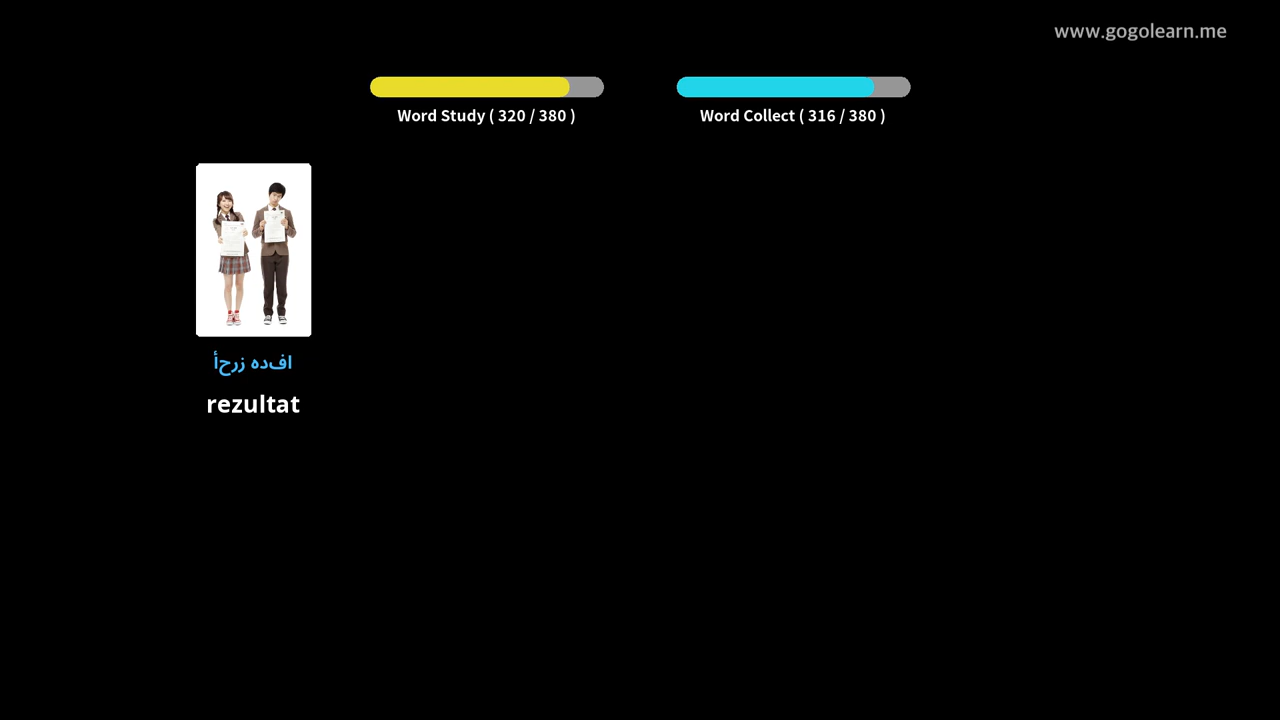 www.gogolearn.me
Word Study ( 320 / 380 )
Word Collect ( 316 / 380 )
افده زرحأ
rezultat